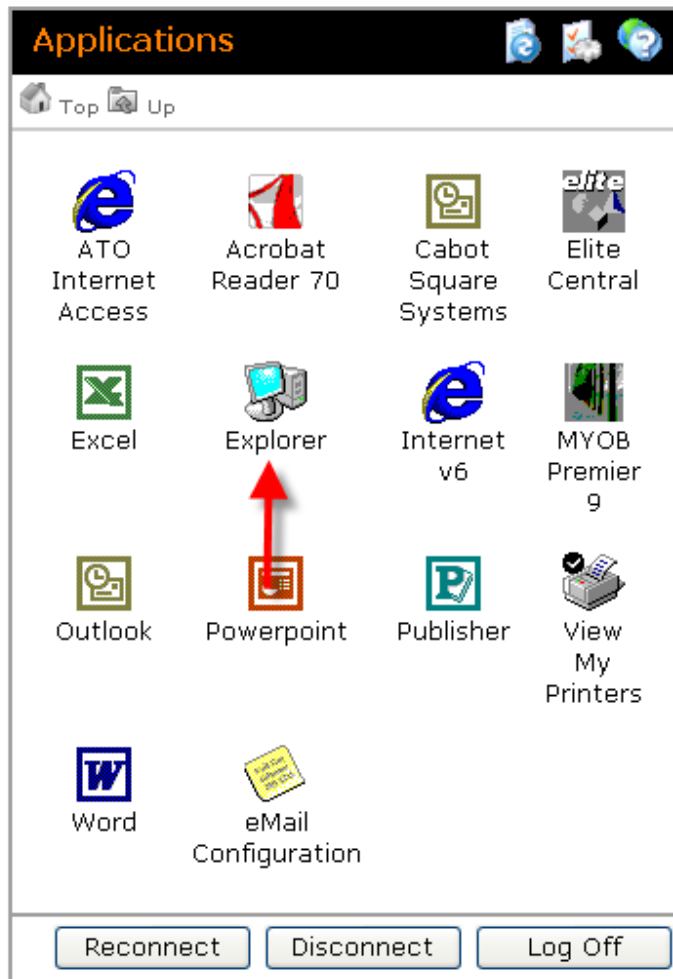 Applications
Top Up
ATO Acrobat Cabot Elite
Internet Reader 70 Square Central
Access Systems
Excel Explorer Internet MYOB
v6 Premier
9
Outlook Powerpoint Publisher View
My
Printers
Word eMail
Configuration
Reconnect Disconnect Log Off